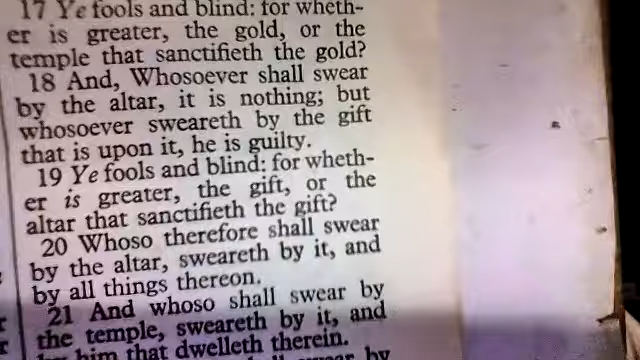 17 Ye fools and blind: for wheth-
er is greater, the gold, or the
temple that sanctifieth the gold?
18 And, Whosoever shall swear
by the altar, it is nothing; but
whosoever sweareth by the gift
that is upon it, he is guilty.
19 Ye fools and blind: for wheth-
er is greater, the gift, or the
altar that sanctifieth the gift?
20 Whoso therefore shall swear
by the altar, sweareth by it, and
by all things thereon.
21 And whoso shall swear by
the temple, sweareth by it, and
by him that dwelleth therein.
shall swear by